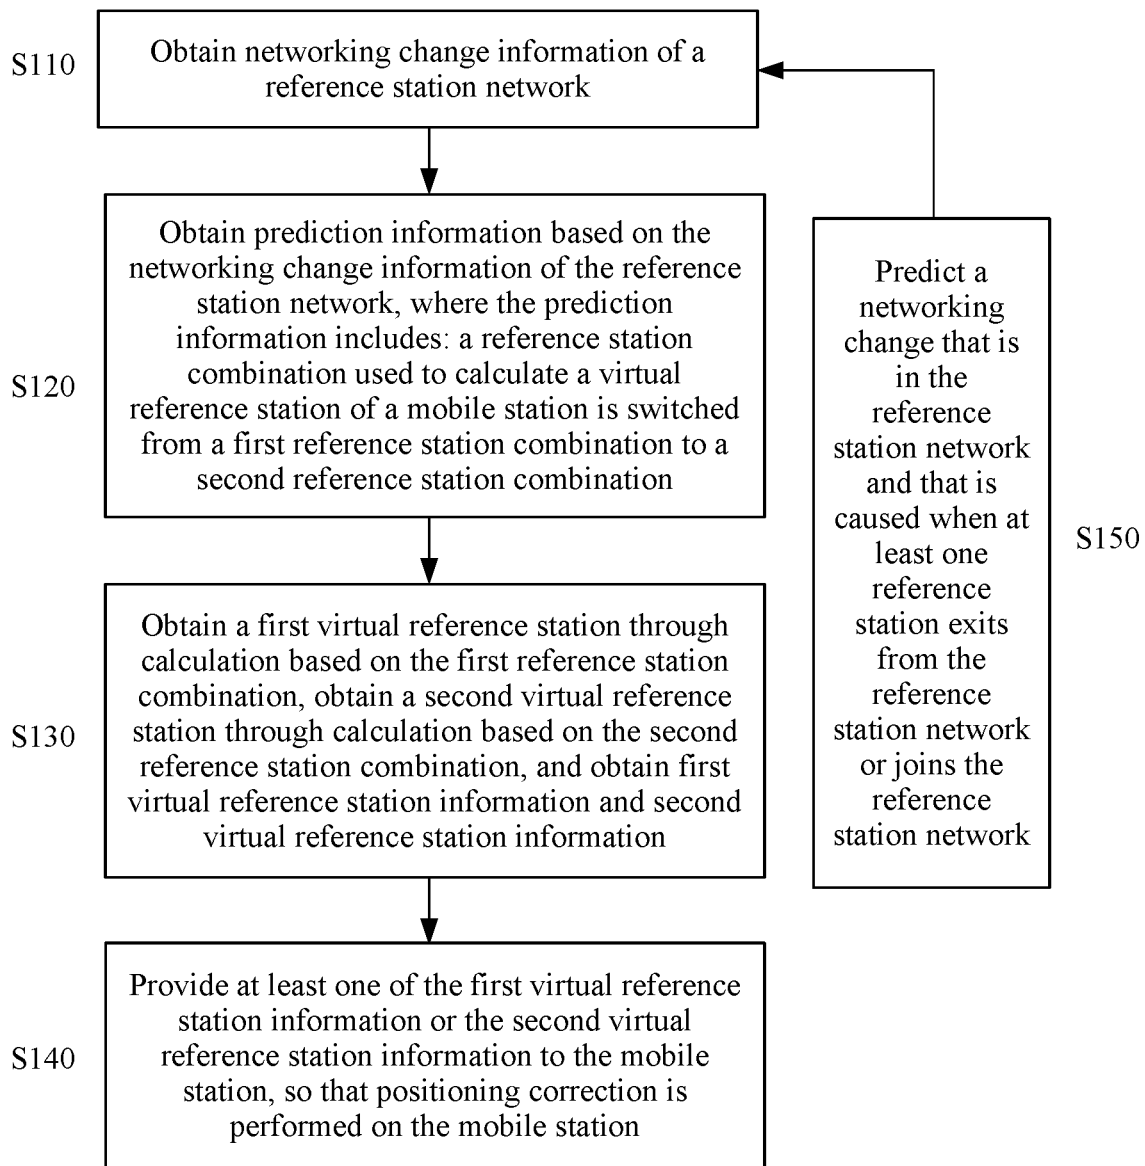 S110
Obtain networking change information of a
reference station network
S120
Obtain prediction information based on the
networking change information of the reference
station network, where the prediction
information includes: a reference station
combination used to calculate a virtual
reference station of a mobile station is switched
from a first reference station combination to a
second reference station combination
S130
Obtain a first virtual reference station through
calculation based on the first reference station
combination, obtain a second virtual reference
station through calculation based on the second
reference station combination, and obtain first
virtual reference station information and second
virtual reference station information
S140
Provide at least one of the first virtual reference
station information or the second virtual
reference station information to the mobile
station, so that positioning correction is
performed on the mobile station
Predict a
networking
change that is
in the
reference
station network
and that is
caused when at
least one
reference
station exits
from the
reference
station network
or joins the
reference
station network
S150